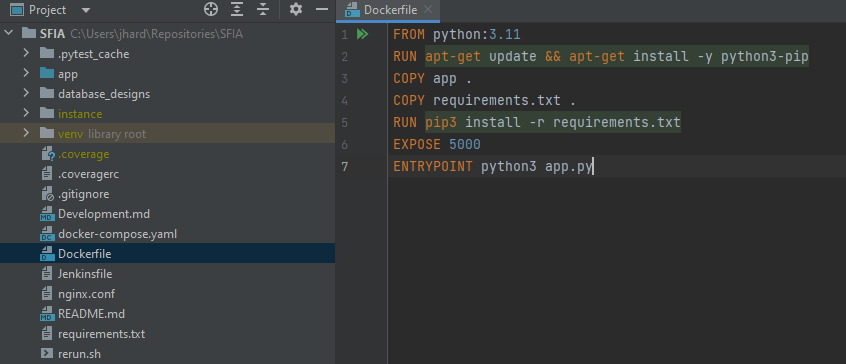 Project
SFIA C:\Users\jhard\Repositories\SFIA
.pytest_cache
app
database_designs
instance
venv library root
.coverage
.coveragerc
.gitignore
Development.md
docker-compose.yaml
Dockerfile
Jenkinsfile
nginx.conf
README.md
requirements.txt
rerun.sh
Dockerfile
1 FROM python:3.11
2 RUN apt-get update && apt-get install -y python3-pip
3 COPY app .
4 COPY requirements.txt .
5 RUN pip3 install -r requirements.txt
6 EXPOSE 5000
7 ENTRYPOINT python3 app.py